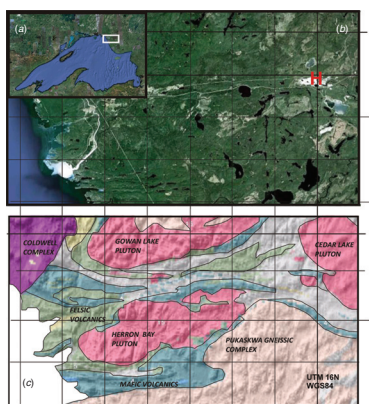 (a)
(b)
H
COLDWELL
COMPLEX
GOWAN LAKE
PLUTON
CEDAR LAKE
PLUTON
FELSIC
VOLCANICS
HERRON BAY
PLUTON
PUKASKWA GNEISSIC
COMPLEX
(c)
MAFIC VOLCANICS
UTM 16N
WGS84